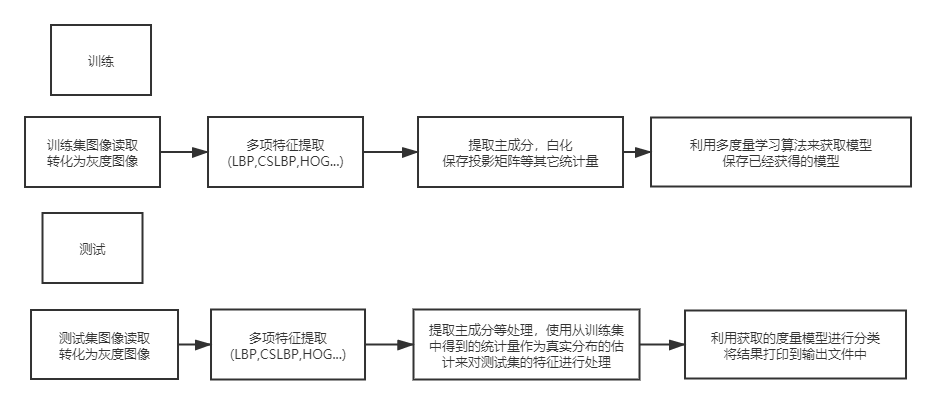 训练
训练集图像读取
转化为灰度图像
多项特征提取
(LBP,CSLBP,HOG...)
提取主成分，白化
保存投影矩阵等其它统计量
利用多度量学习算法来获取模型
保存已经获得的模型
测试
测试集图像读取
转化为灰度图像
多项特征提取
(LBP,CSLBP,HOG...)
提取主成分等处理，使用从训练集
中得到的统计量作为真实分布的估
计来对测试集的特征进行处理
利用获取的度量模型进行分类
将结果打印到输出文件中